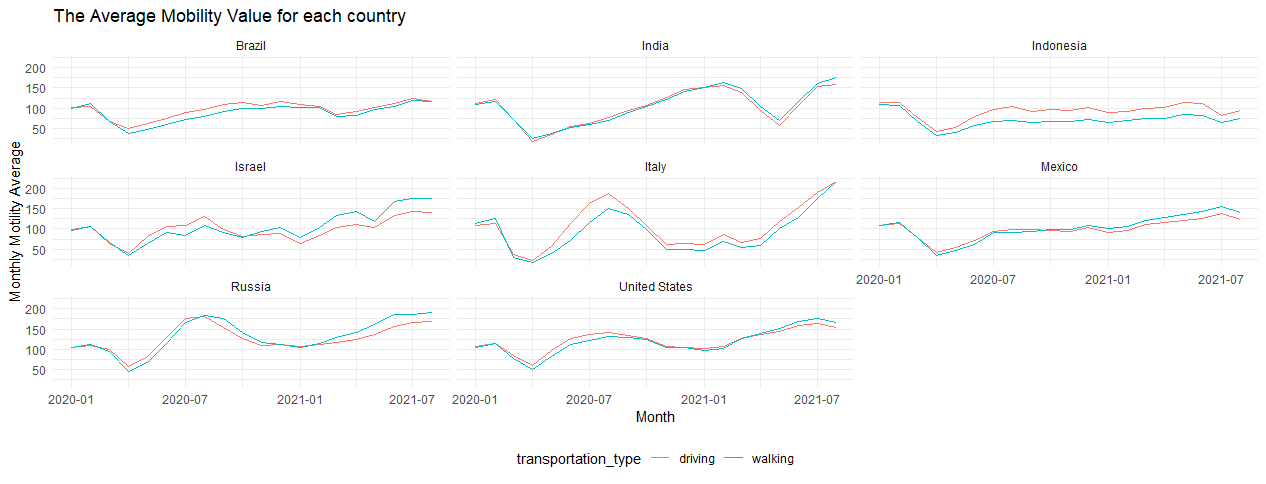 The Average Mobility Value for each country
Brazil India Indonesia
200
150
100
50
Israel Italy Mexico
200
150
100
50
2020-01 2020-07 2021-01 2021-07
Russia United States
200
150
100
50
2020-01 2020-07 2021-01 2021-07 2020-01 2020-07 2021-01 2021-07
Monthly Motility Average
Month
transportation_type driving walking